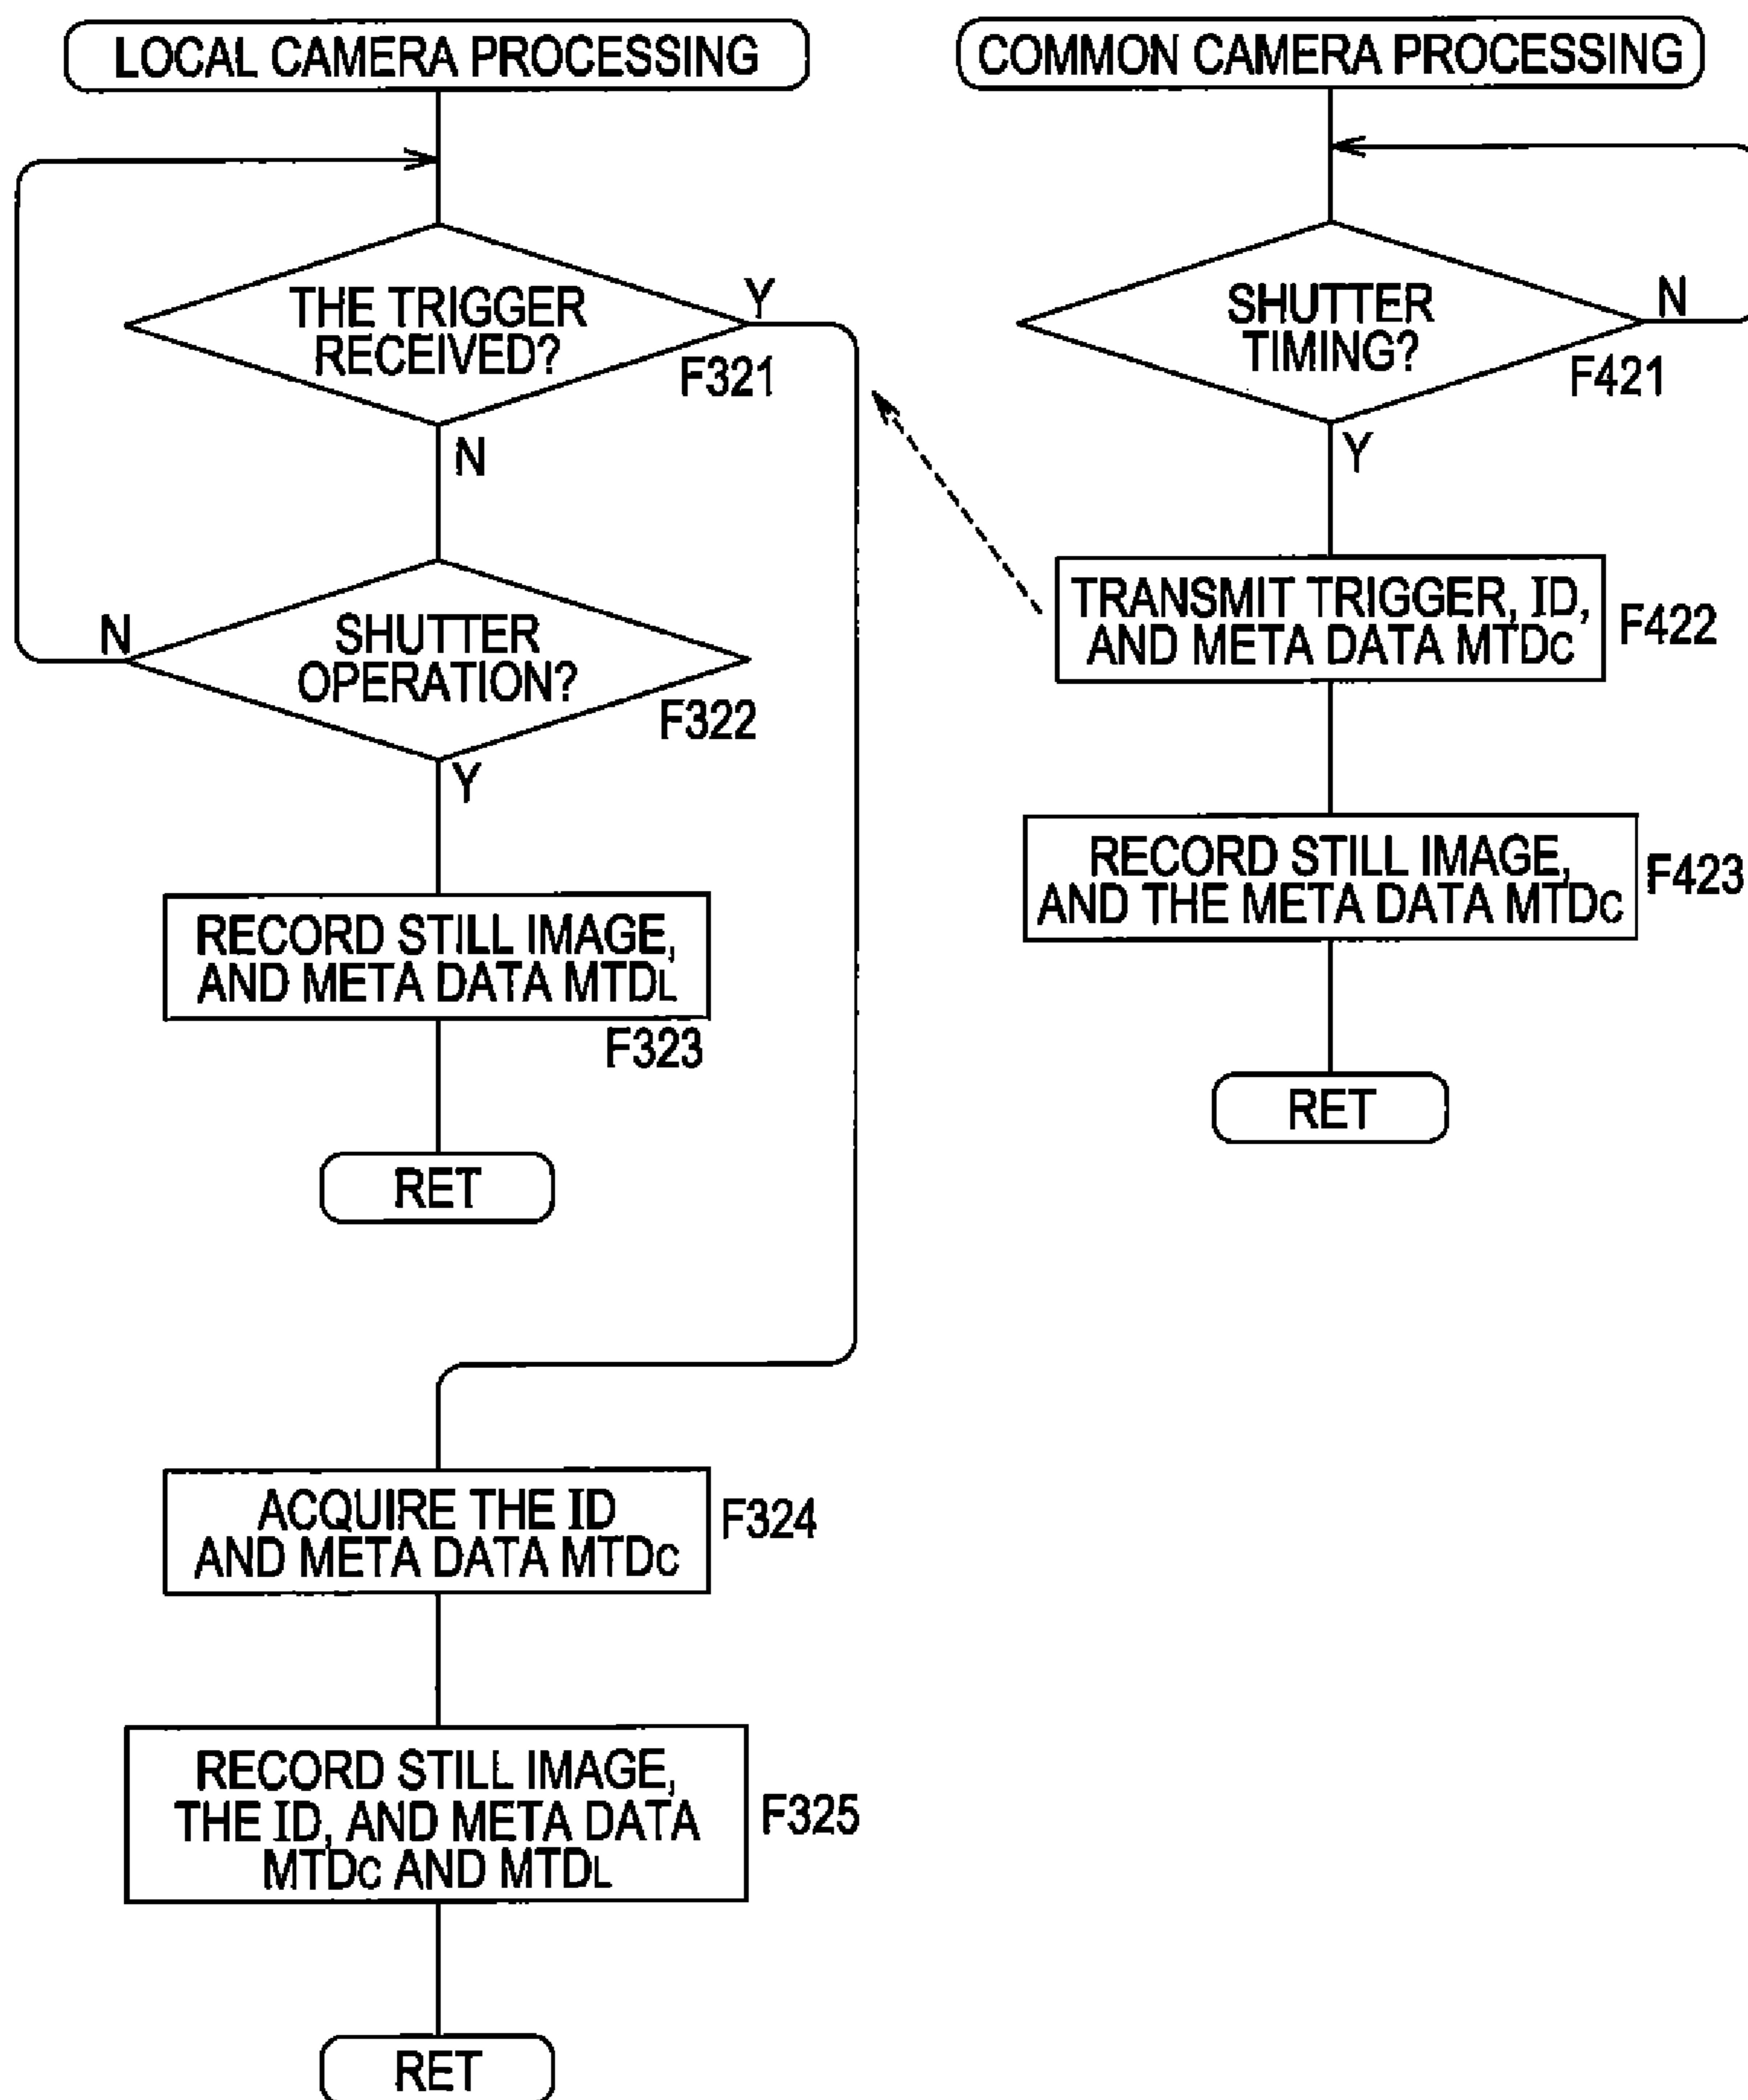 LOCAL CAMERA PROCESSING
THE TRIGGER
RECEIVED?
Y
F321
N
SHUTTER
OPERATION?
N
F322
Y
RECORD STILL IMAGE,
AND META DATA MTDL
F323
RET
ACQUIRE THE ID
AND META DATA MTDC
F324
RECORD STILL IMAGE,
THE ID, AND META DATA
MTDC AND MTDL
F325
RET
COMMON CAMERA PROCESSING
SHUTTER
TIMING?
N
F421
Y
TRANSMIT TRIGGER, ID,
AND META DATA MTDC
F422
RECORD STILL IMAGE,
AND THE META DATA MTDC
F423
RET